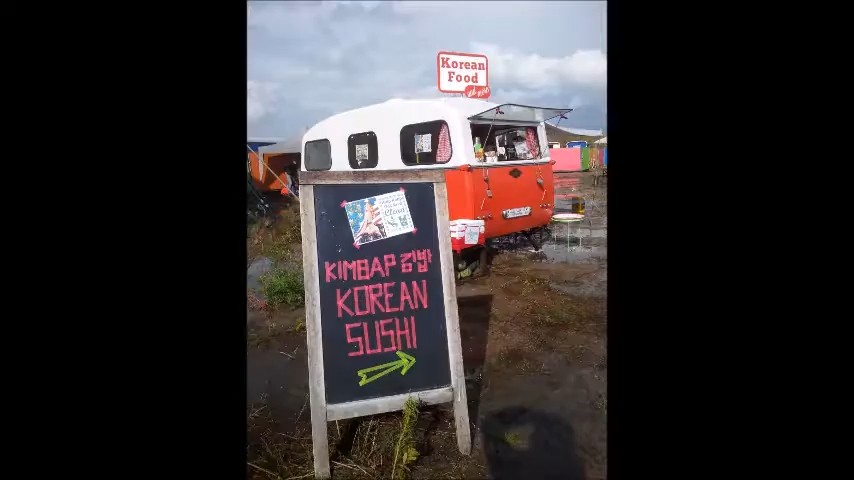 Korean
Food
KIMBAP 김밥
KOREAN
SUSHI